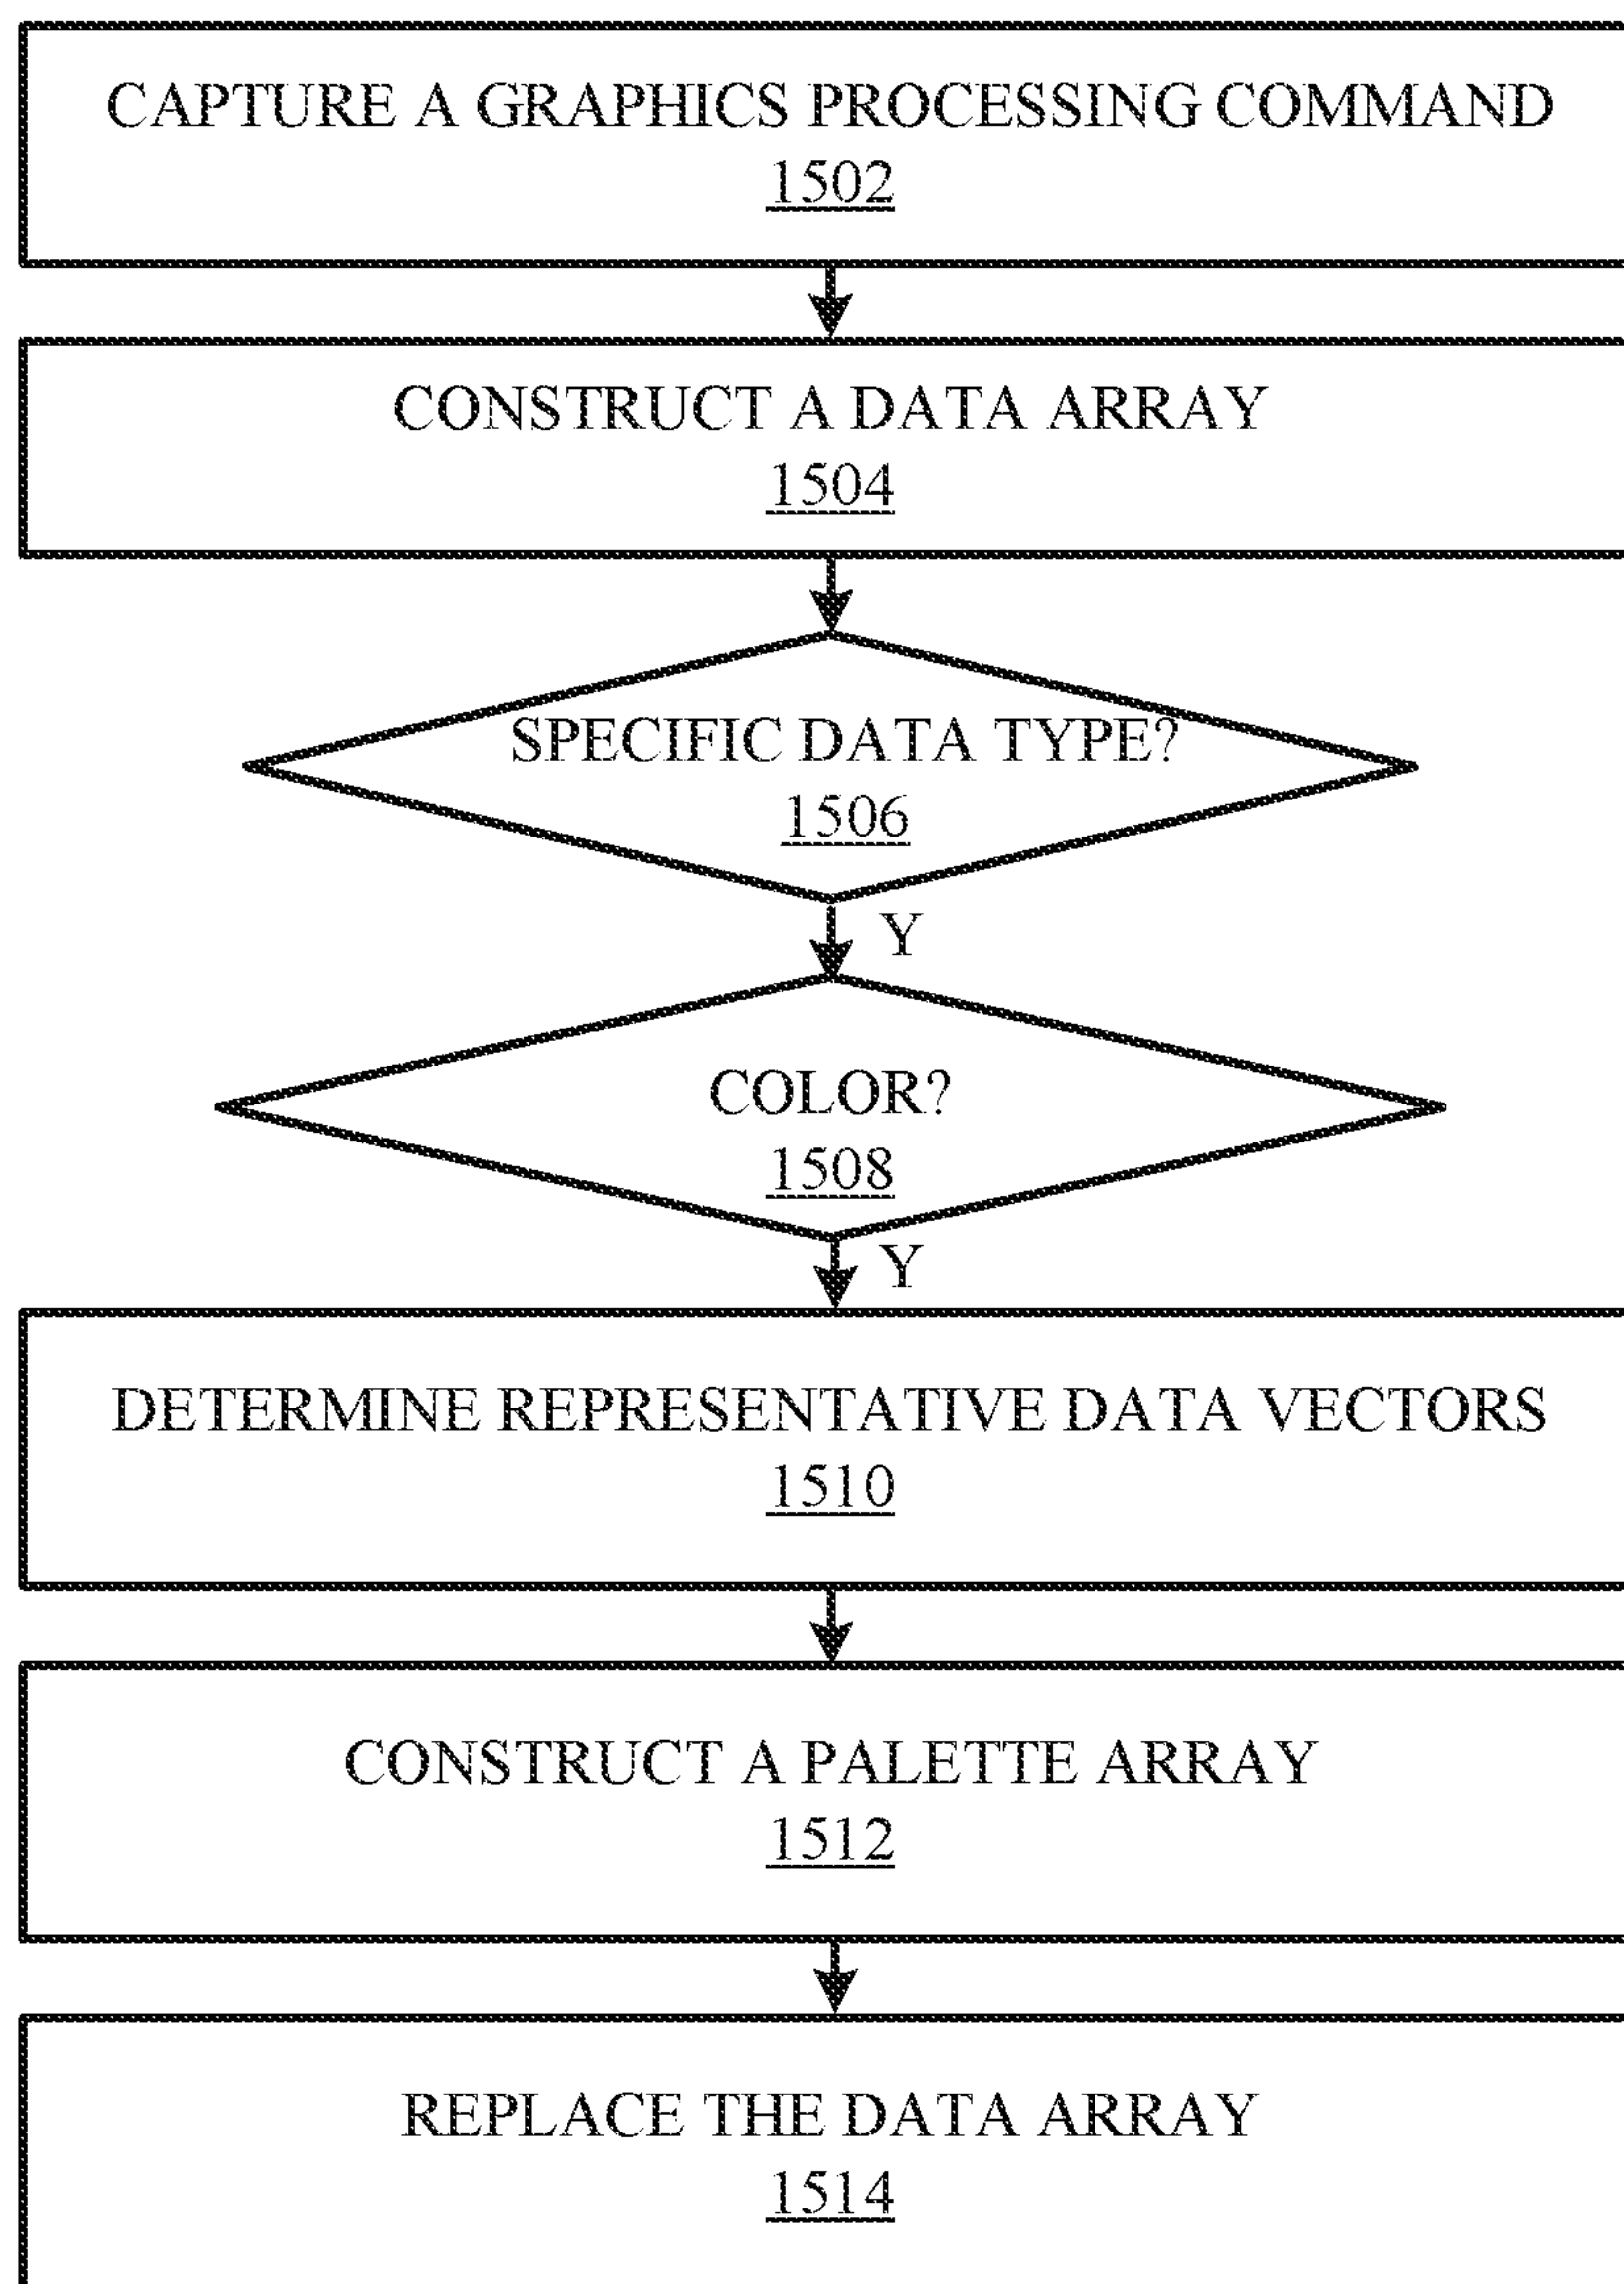 CAPTURE A GRAPHICS PROCESSING COMMAND
1502
CONSTRUCT A DATA ARRAY
1504
SPECIFIC DATA TYPE?
1506
Y
COLOR?
1508
Y
DETERMINE REPRESENTATIVE DATA VECTORS
1510
CONSTRUCT A PALETTE ARRAY
1512
REPLACE THE DATA ARRAY
1514